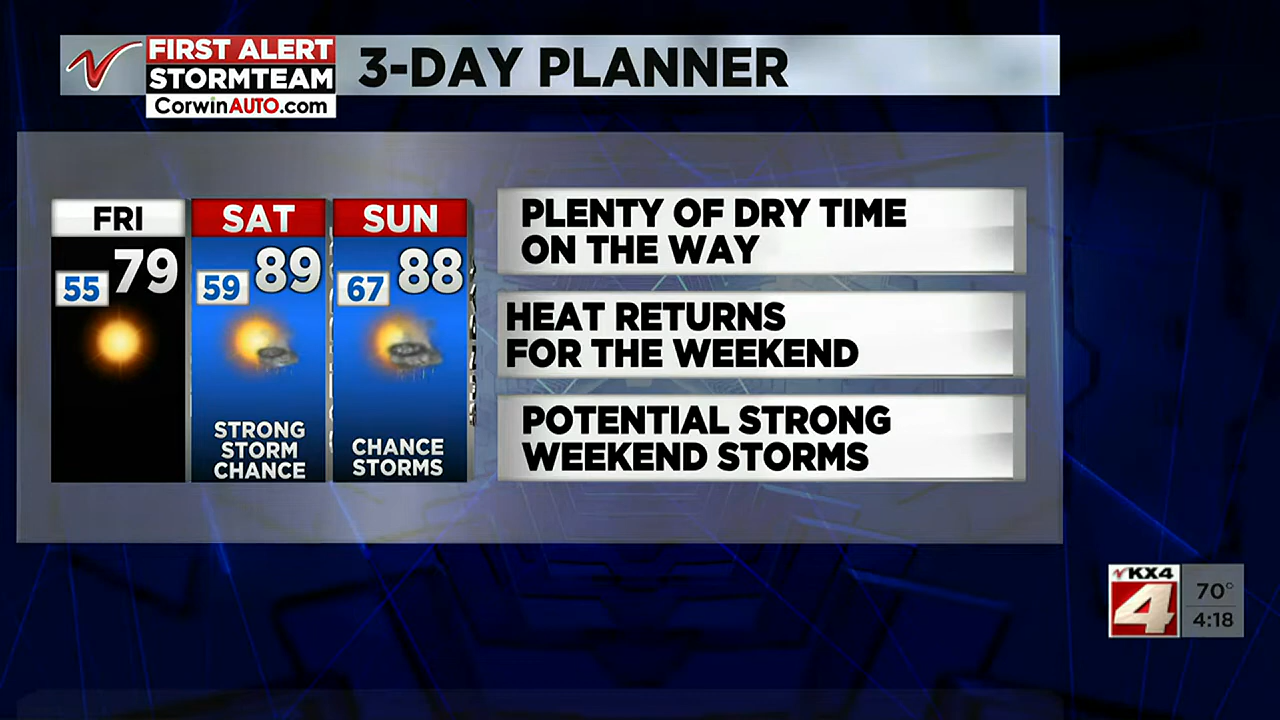 FIRST ALERT
STORMTEAM
CorwinAUTO.com
3-DAY PLANNER
FRI
55 79
SAT
59 89
STRONG
STORM
CHANCE
SUN
67 88
CHANCE
STORMS
PLENTY OF DRY TIME
ON THE WAY
HEAT RETURNS
FOR THE WEEKEND
POTENTIAL STRONG
WEEKEND STORMS
KX4
4
70°
4:18